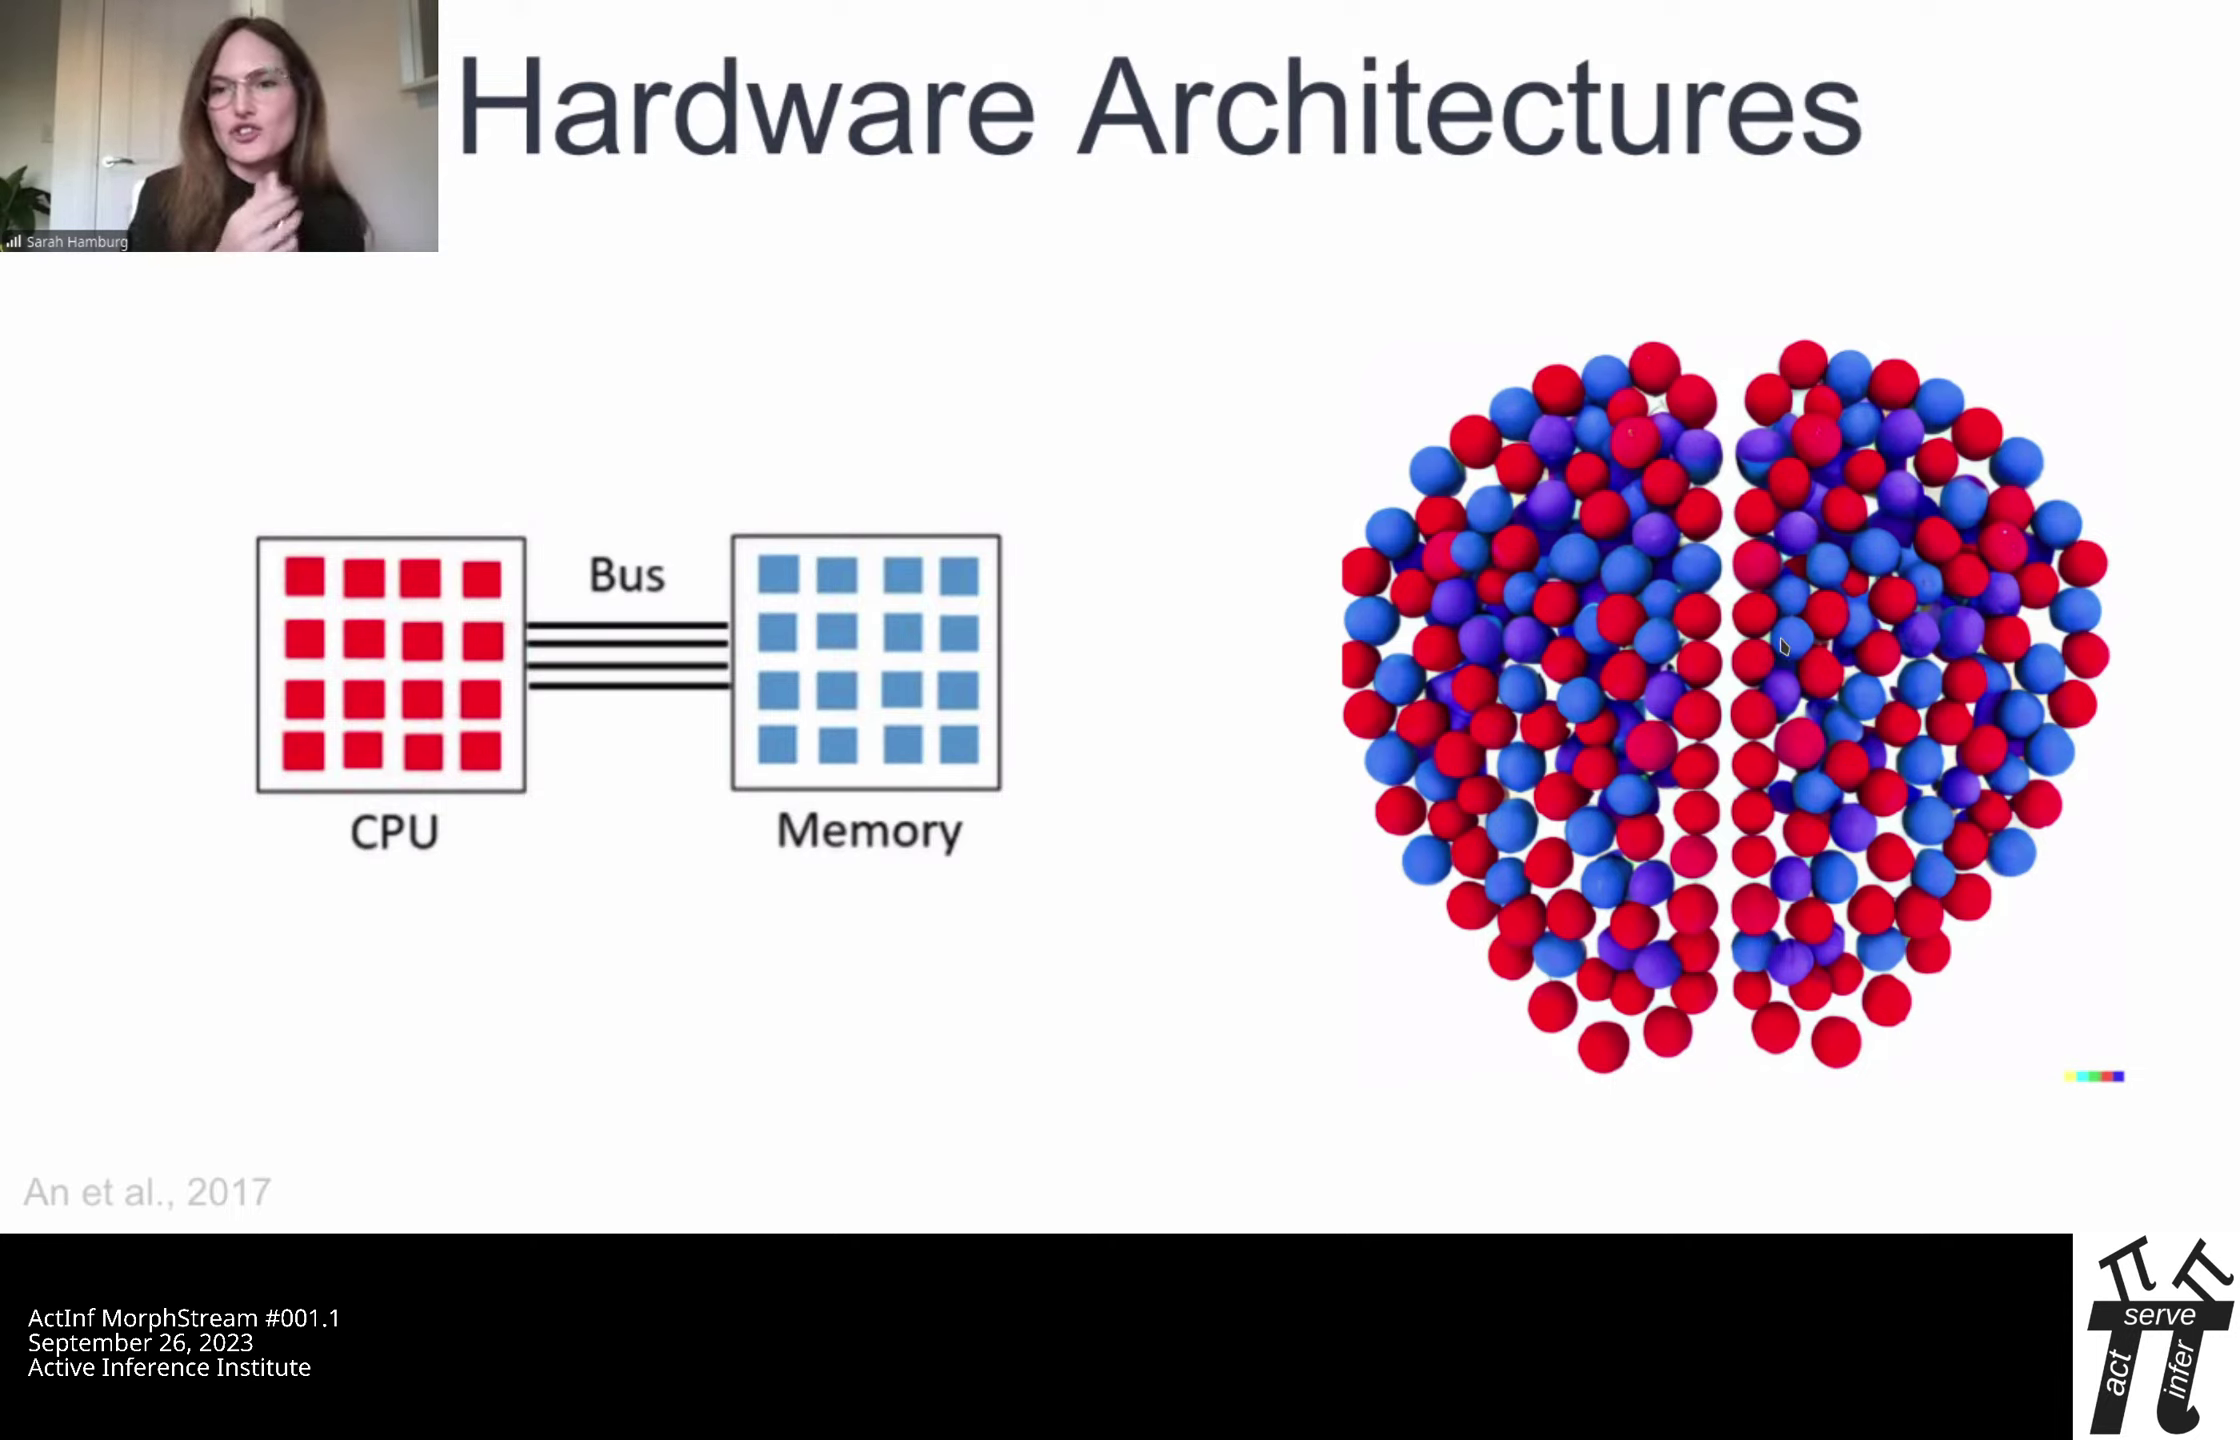 Hardware Architectures
Sarah Hamburg
Bus
CPU
Memory
An et al., 2017
ActInf MorphStream #001.1
September 26, 2023
Active Inference Institute
serve
act
infer